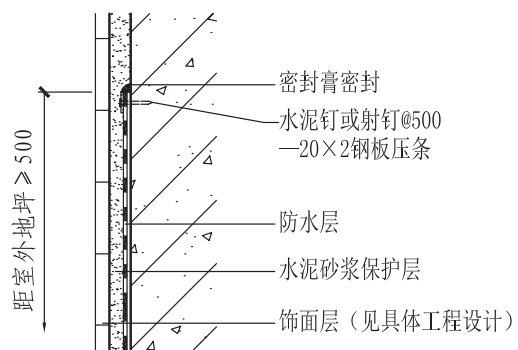 密封膏密封
水泥钉或射钉@500
—20×2钢板压条
距室外地坪≥500
防水层
水泥砂浆保护层
饰面层（见具体工程设计）